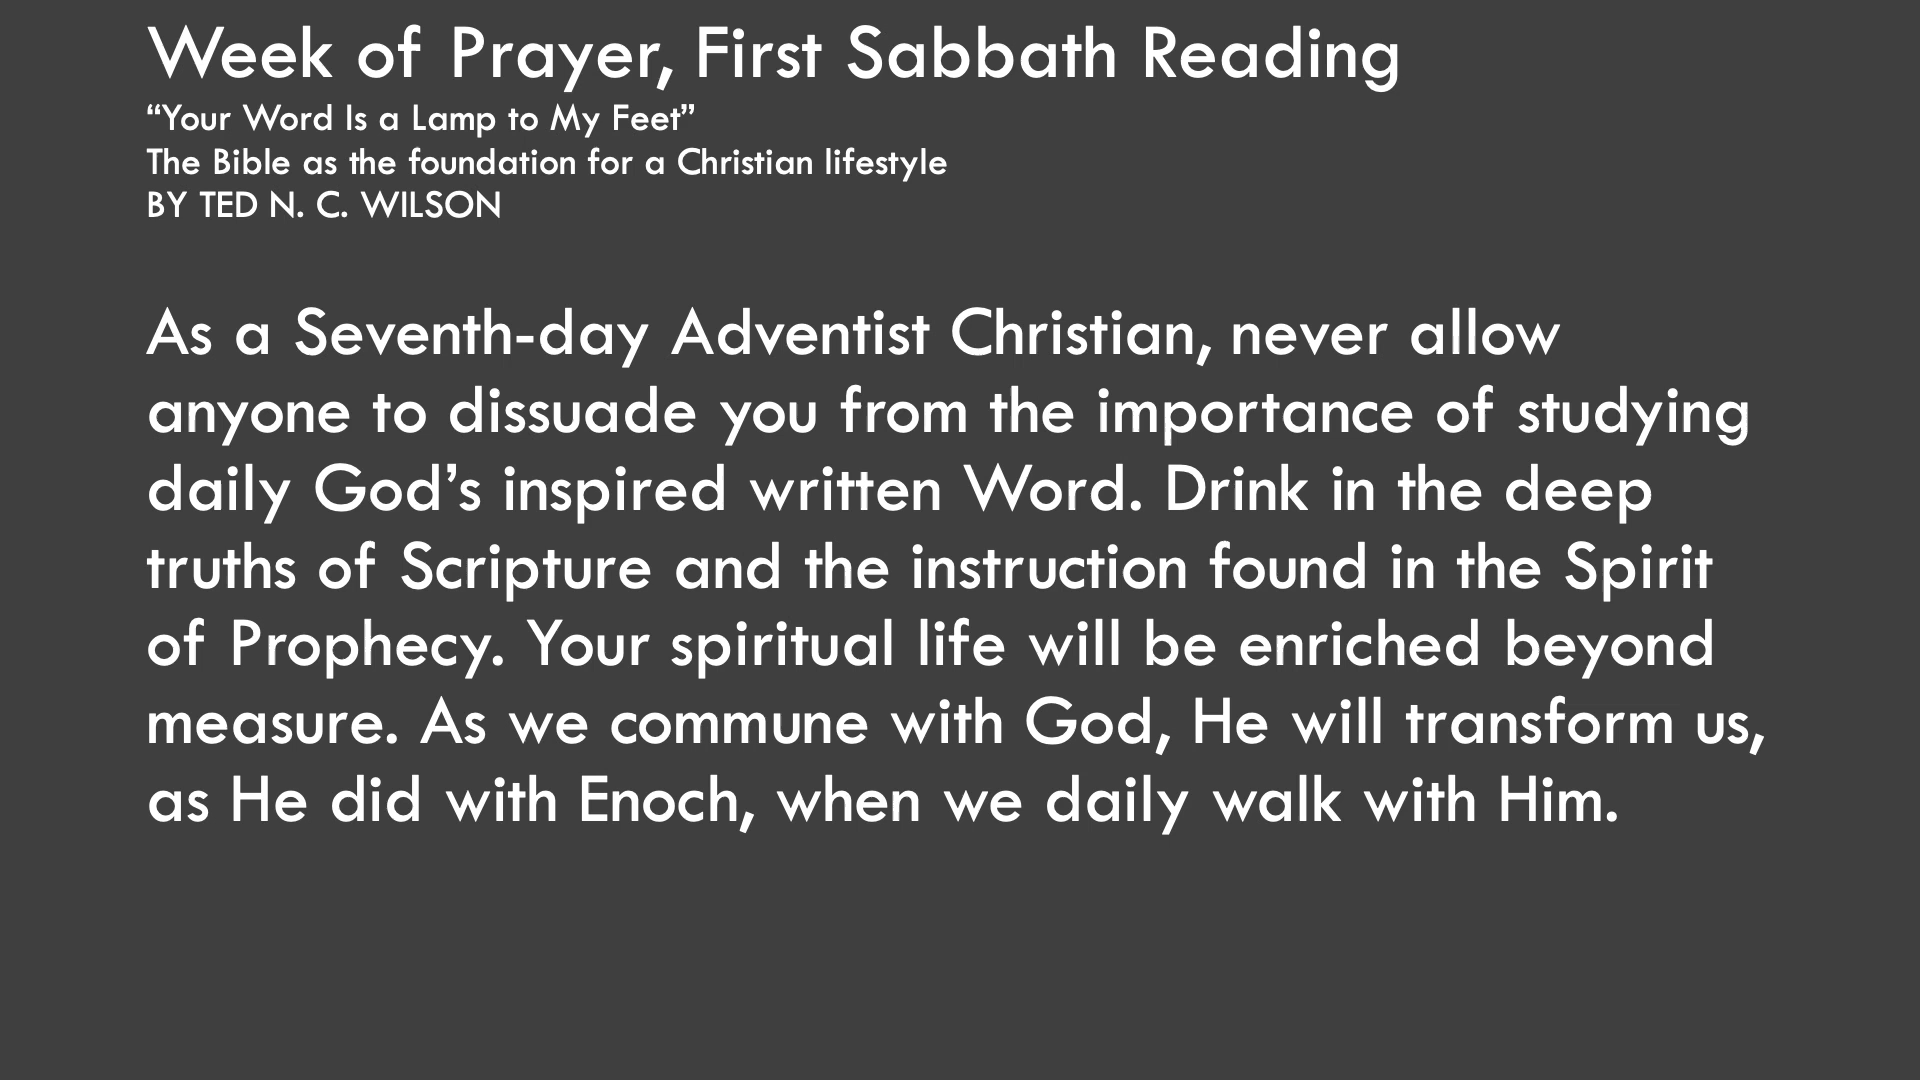 Week of Prayer, First Sabbath Reading
“Your Word Is a Lamp to My Feet”
The Bible as the foundation for a Christian lifestyle
BY TED N. C. WILSON
As a Seventh-day Adventist Christian, never allow
anyone to dissuade you from the importance of studying
daily God’s inspired written Word. Drink in the deep
truths of Scripture and the instruction found in the Spirit
of Prophecy. Your spiritual life will be enriched beyond
measure. As we commune with God, He will transform us,
as He did with Enoch, when we daily walk with Him.